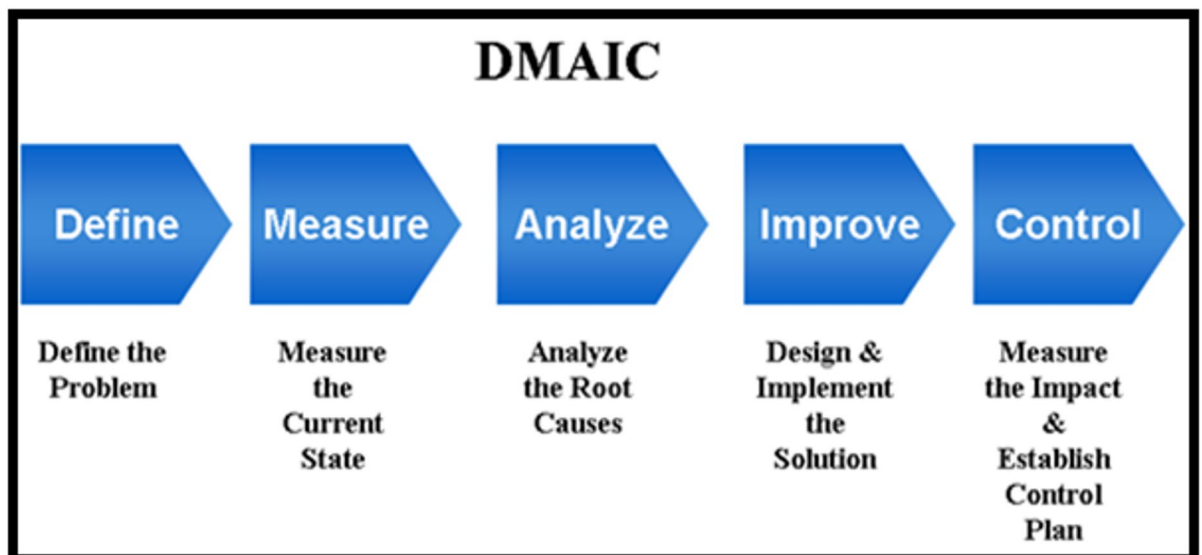 DMAIC
Define
Measure
Analyze
Improve
Control
Define the
Problem
Measure
the
Current
State
Analyze
the Root
Causes
Design &
Implement
the
Solution
Measure
the Impact
&
Establish
Control
Plan